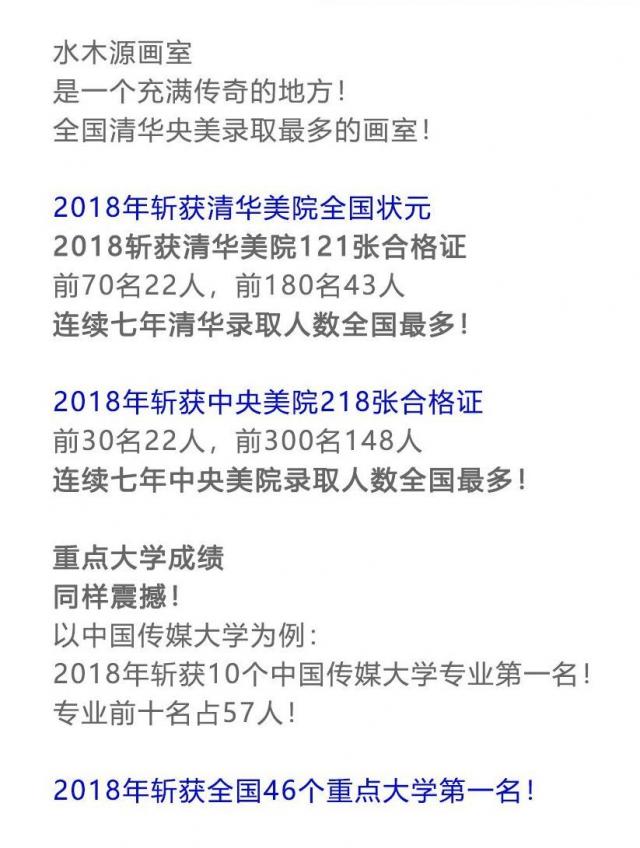 水木源画室
是一个充满传奇的地方！
全国清华央美录取最多的画室！
2018年斩获清华美院全国状元
2018斩获清华美院121张合格证
前70名22人，前180名43人
连续七年清华录取人数全国最多！
2018年斩获中央美院218张合格证
前30名22人，前300名148人
连续七年中央美院录取人数全国最多！
重点大学成绩
同样震撼！
以中国传媒大学为例：
2018年斩获10个中国传媒大学专业第一名！
专业前十名占57人！
2018年斩获全国46个重点大学第一名！